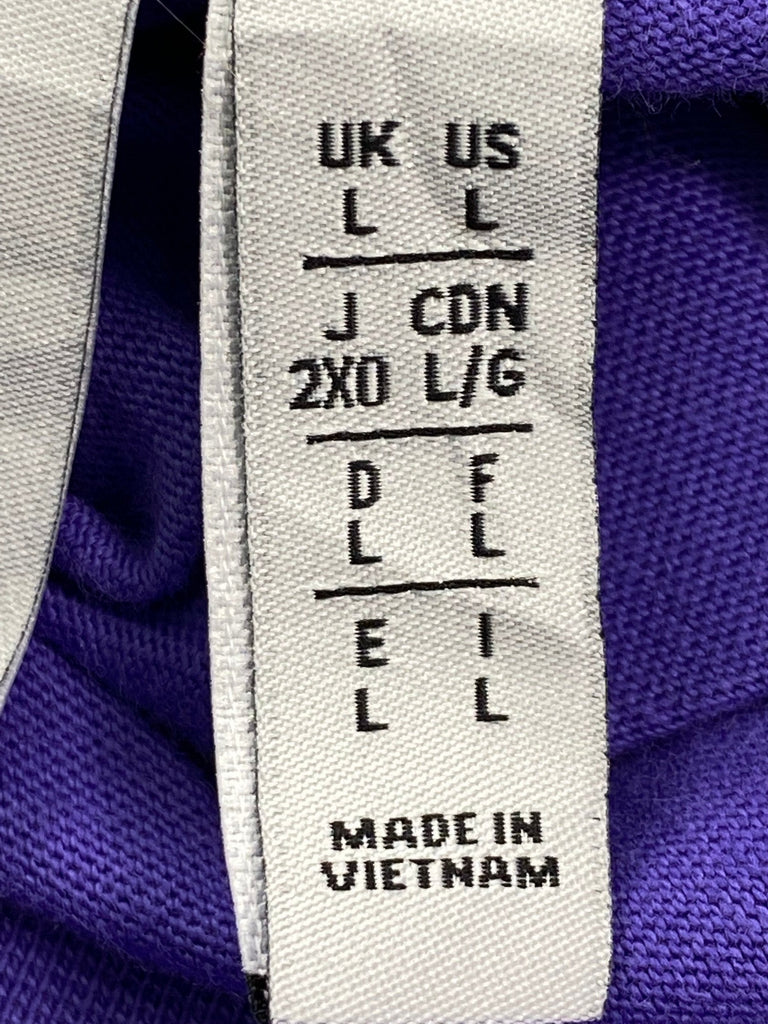 UK US
L L
J CDN
2XO L/G
D F
L L
E I
L L
MADE IN
VIETNAM